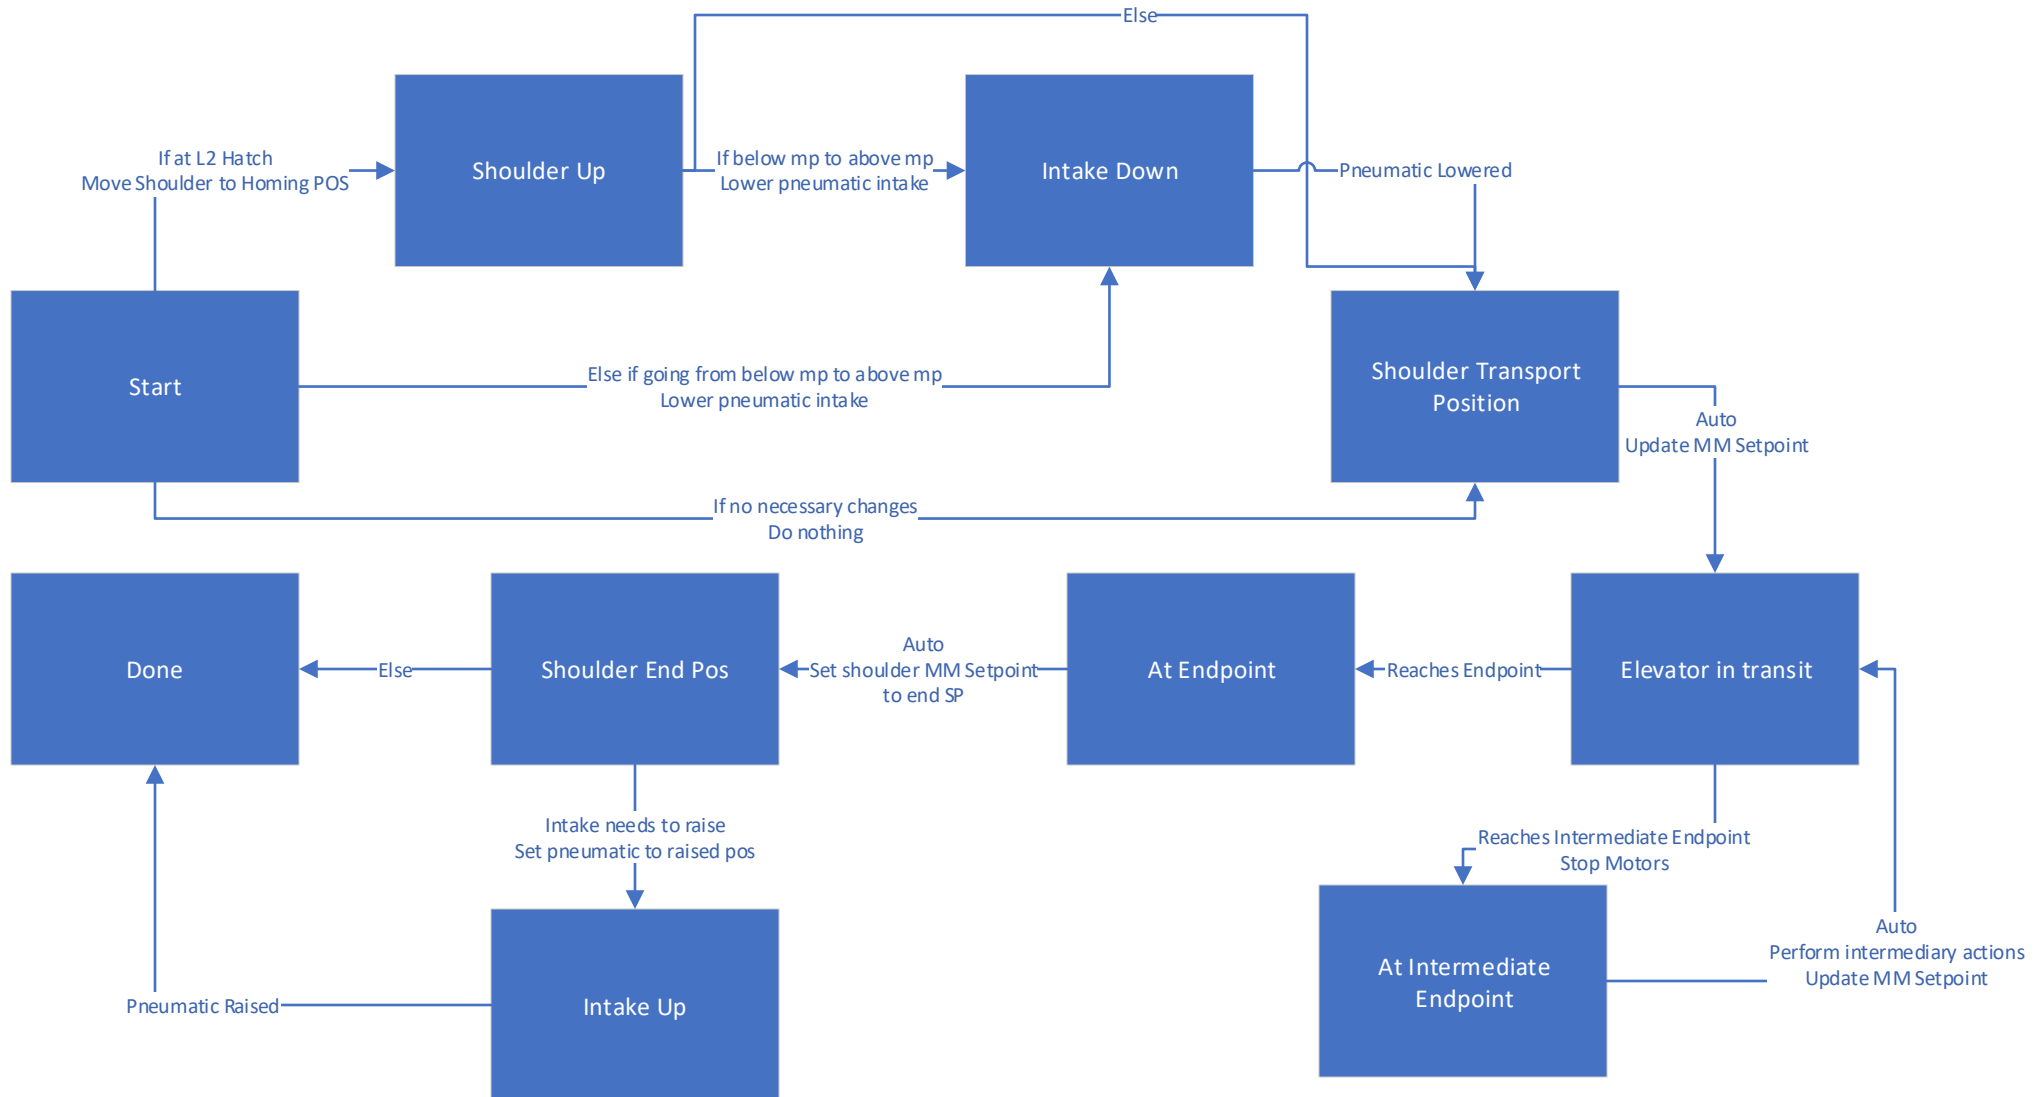 Else
If at L2 Hatch
Move Shoulder to Homing POS
Shoulder Up
If below mp to above mp
Lower pneumatic intake
Intake Down
Pneumatic Lowered
Start
Else if going from below mp to above mp
Lower pneumatic intake
Shoulder Transport
Position
Auto
Update MM Setpoint
If no necessary changes
Do nothing
Done
Else
Shoulder End Pos
Auto
Set shoulder MM Setpoint
to end SP
At Endpoint
Reaches Endpoint
Elevator in transit
Intake needs to raise
Set pneumatic to raised pos
Reaches Intermediate Endpoint
Stop Motors
Auto
Perform intermediary actions
Update MM Setpoint
At Intermediate
Endpoint
Pneumatic Raised
Intake Up